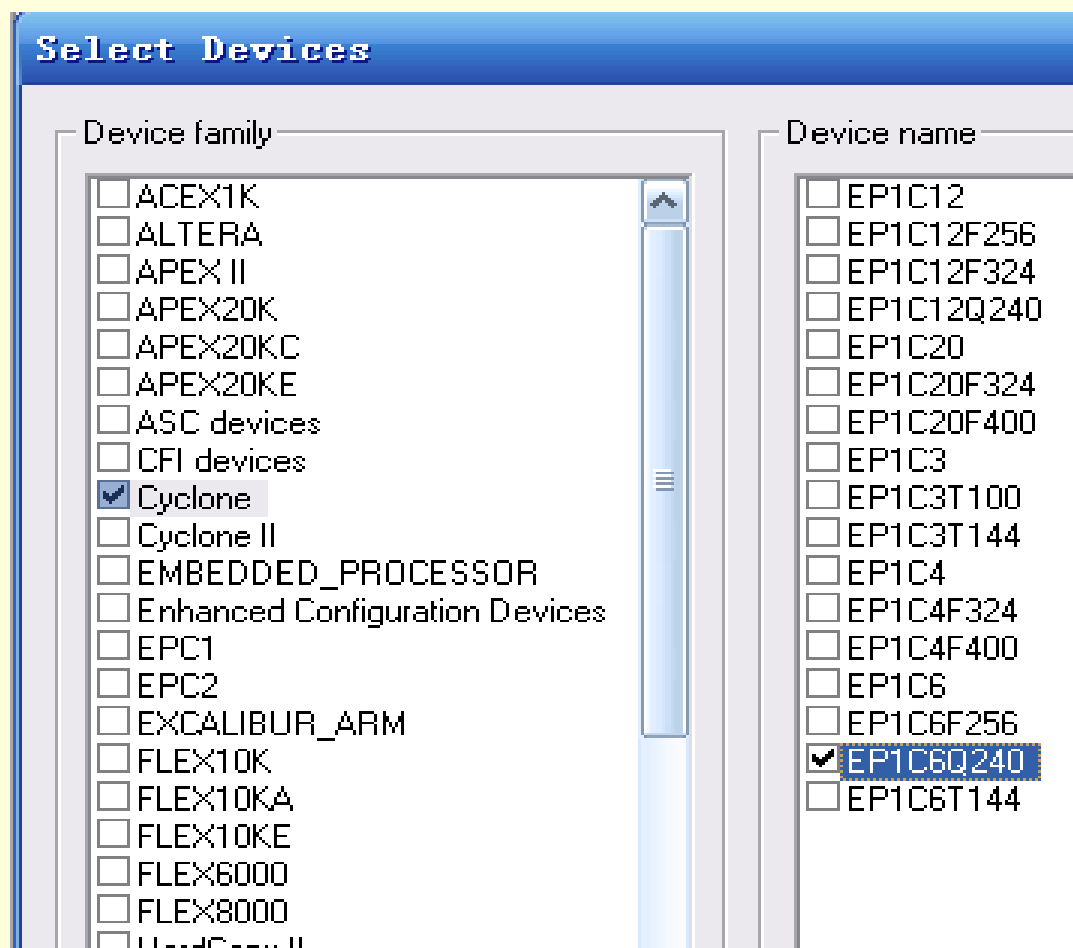 Select Devices
Device family
ACEX1K
ALTERA
APEX II
APEX20K
APEX20KC
APEX20KE
ASC devices
CFI devices
Cyclone
Cyclone II
EMBEDDED_PROCESSOR
Enhanced Configuration Devices
EPC1
EPC2
EXCALIBUR_ARM
FLEX10K
FLEX10KA
FLEX10KE
FLEX6000
FLEX8000
HardCopy II
Device name
EP1C12
EP1C12F256
EP1C12F324
EP1C12Q240
EP1C20
EP1C20F324
EP1C20F400
EP1C3
EP1C3T100
EP1C3T144
EP1C4
EP1C4F324
EP1C4F400
EP1C6
EP1C6F256
EP1C6Q240
EP1C6T144